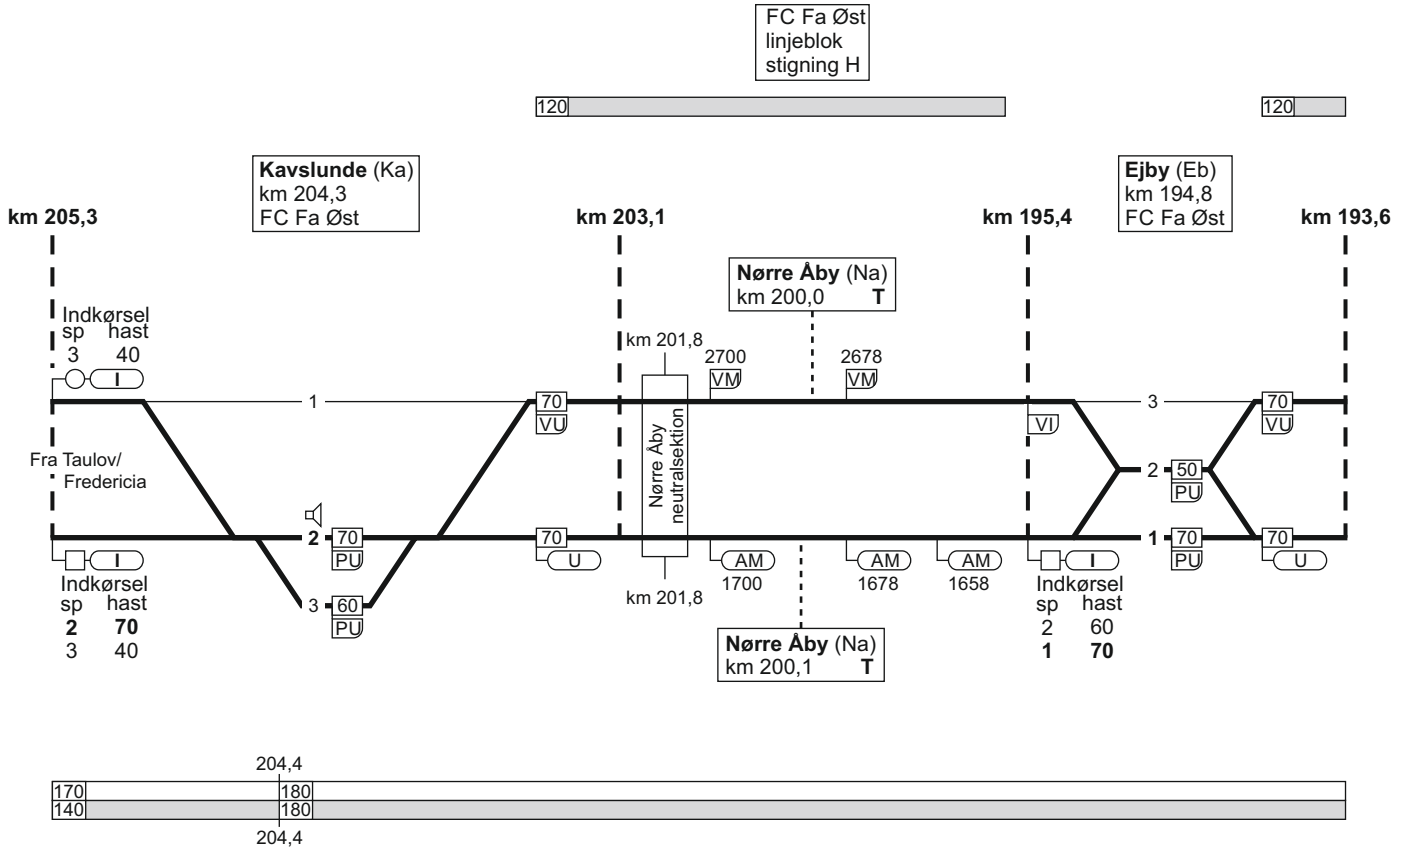 FC Fa Øst
linjeblok
stigning H
120
120
Kavslunde (Ka)
km 204,3
FC Fa Øst
Ejby (Eb)
km 194,8
FC Fa Øst
km 205,3
km 203,1
km 195,4
km 193,6
Nørre Åby (Na)
km 200,0 T
Indkørsel
sp hast
3 40
I
km 201,8
2700
VM
2678
VM
1
70
VU
3
70
VU
VI
Nørre Åby
neutralsektion
Fra Taulov/
Fredericia
2
50
PU
2
70
PU
70
U
1
70
PU
70
U
I
Indkørsel
sp hast
2 70
3 40
3
60
PU
km 201,8
AM
1700
AM
1678
AM
1658
I
Indkørsel
sp hast
2 60
1 70
Nørre Åby (Na)
km 200,1 T
204,4
170
180
140
180
204,4